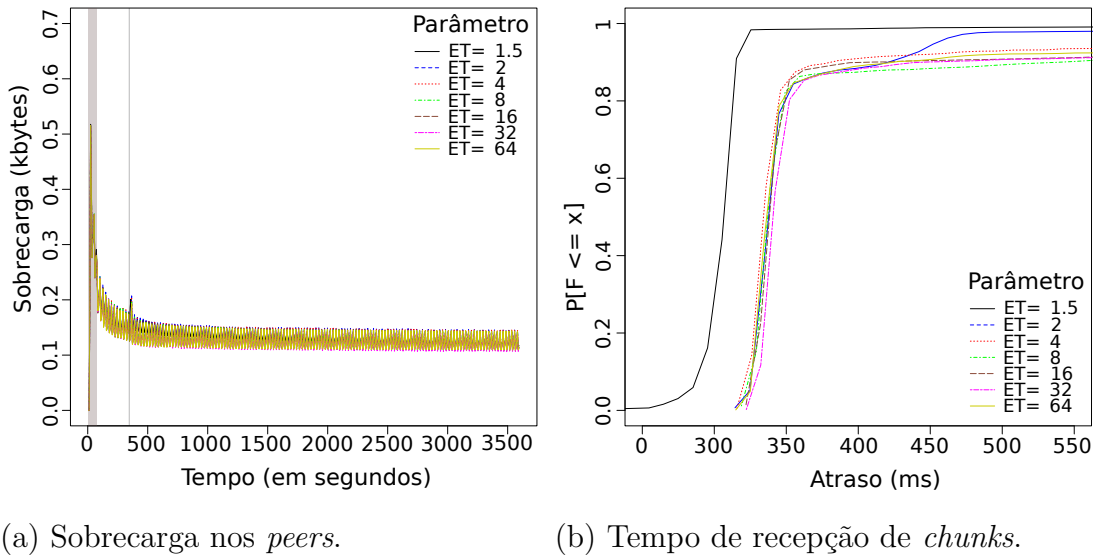 0.7
0.6
0.5
0.4
0.3
0.2
0.1
0.0
Sobrecarga (kbytes)
Parâmetro
ET= 1.5
ET= 2
ET= 4
ET= 8
ET= 16
ET= 32
ET= 64
0 500 1000 1500 2000 2500 3000 3500
Tempo (em segundos)
1
0.8
0.6
0.4
0.2
0.0
P[F <= x]
Parâmetro
ET= 1.5
ET= 2
ET= 4
ET= 8
ET= 16
ET= 32
ET= 64
0 300 350 400 450 500 550
Atraso (ms)
(a) Sobrecarga nos peers.
(b) Tempo de recepção de chunks.